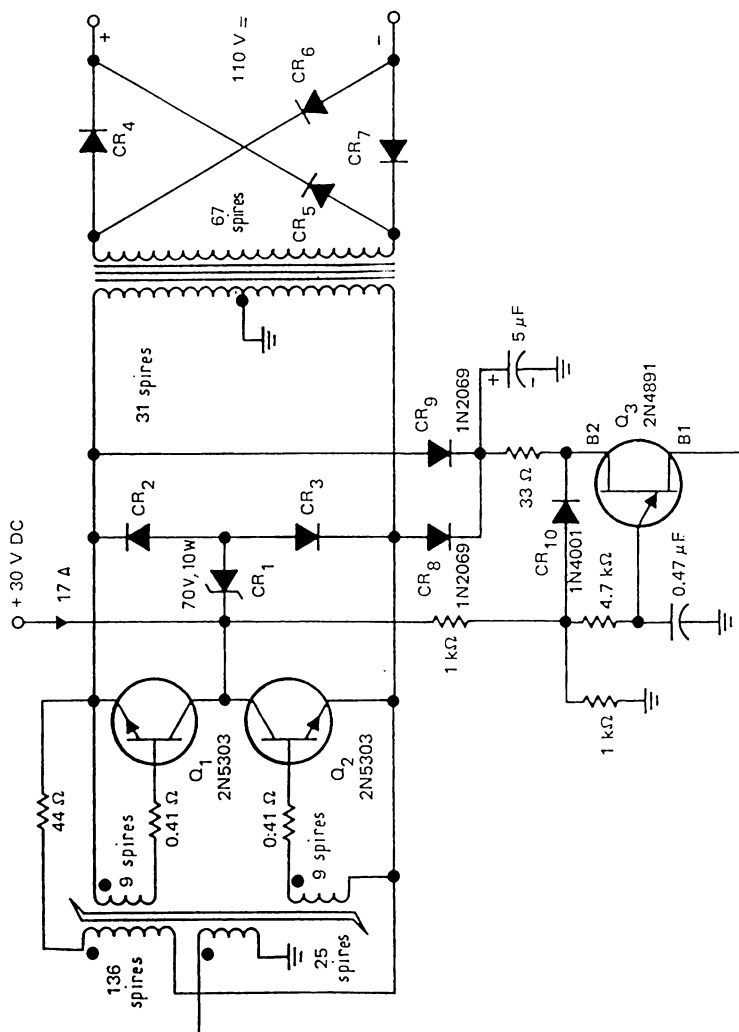 + 30 V DC
17 A
44 Ω
136
spires
25
spires
9 spires
9 spires
0.41 Ω
0.41 Ω
Q1
2N5303
Q2
2N5303
70V, 10W
CR1
CR2
CR3
31 spires
67
spires
CR4
CR5
CR6
CR7
+
110 V =
−
CR8
1N2069
CR9
1N2069
+
−
5 μF
33 Ω
1 kΩ
1 kΩ
CR10
1N4001
4.7 kΩ
0.47 μF
B2
B1
Q3
2N4891